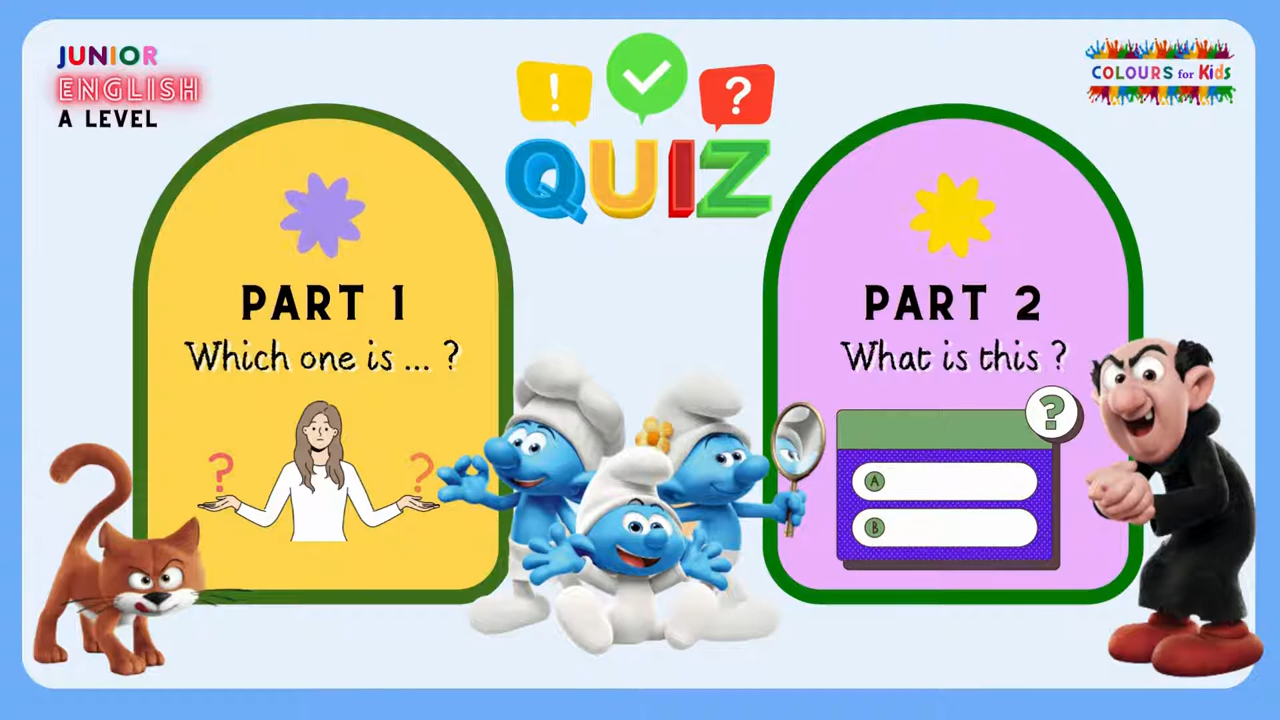 JUNIOR
ENGLISH
A LEVEL
COLOURS for Kids
! ?
QUIZ
PART 1
Which one is ... ?
? ?
PART 2
What is this ?
?
A
B